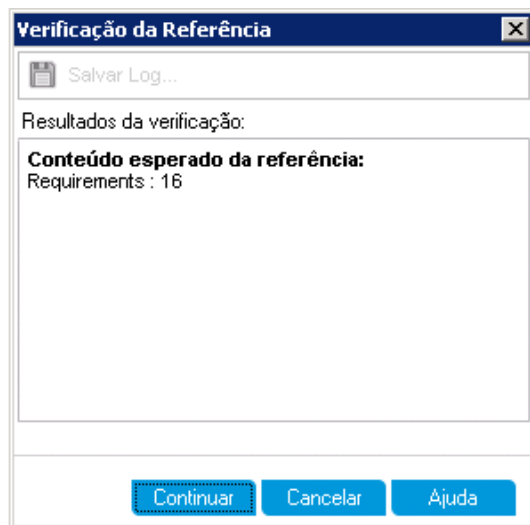 Verificação da Referência
Salvar Log...
Resultados da verificação:
Conteúdo esperado da referência:
Requirements : 16
Continuar Cancelar Ajuda